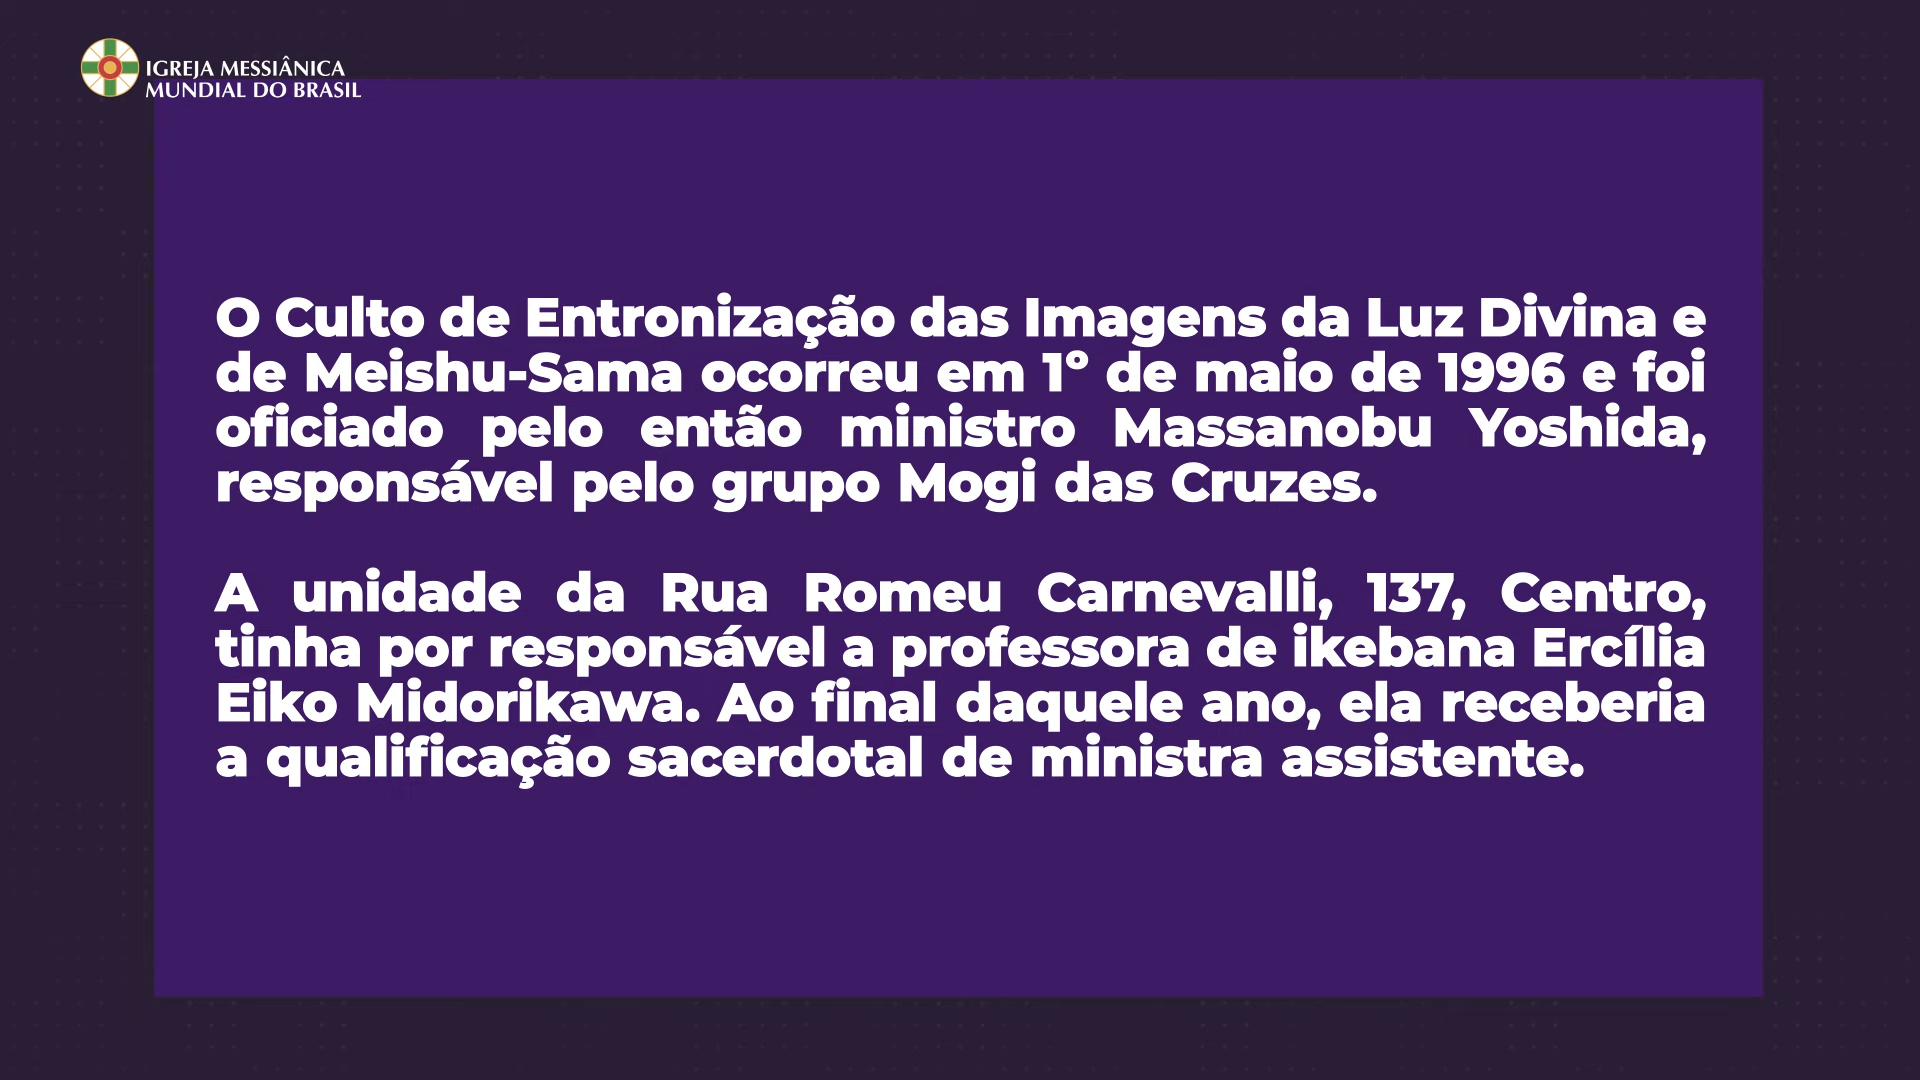 IGREJA MESSIÂNICA
MUNDIAL DO BRASIL
O Culto de Entronização das Imagens da Luz Divina e
de Meishu-Sama ocorreu em 1º de maio de 1996 e foi
oficiado pelo então ministro Massanobu Yoshida,
responsável pelo grupo Mogi das Cruzes.
A unidade da Rua Romeu Carnevalli, 137, Centro,
tinha por responsável a professora de ikebana Ercília
Eiko Midorikawa. Ao final daquele ano, ela receberia
a qualificação sacerdotal de ministra assistente.